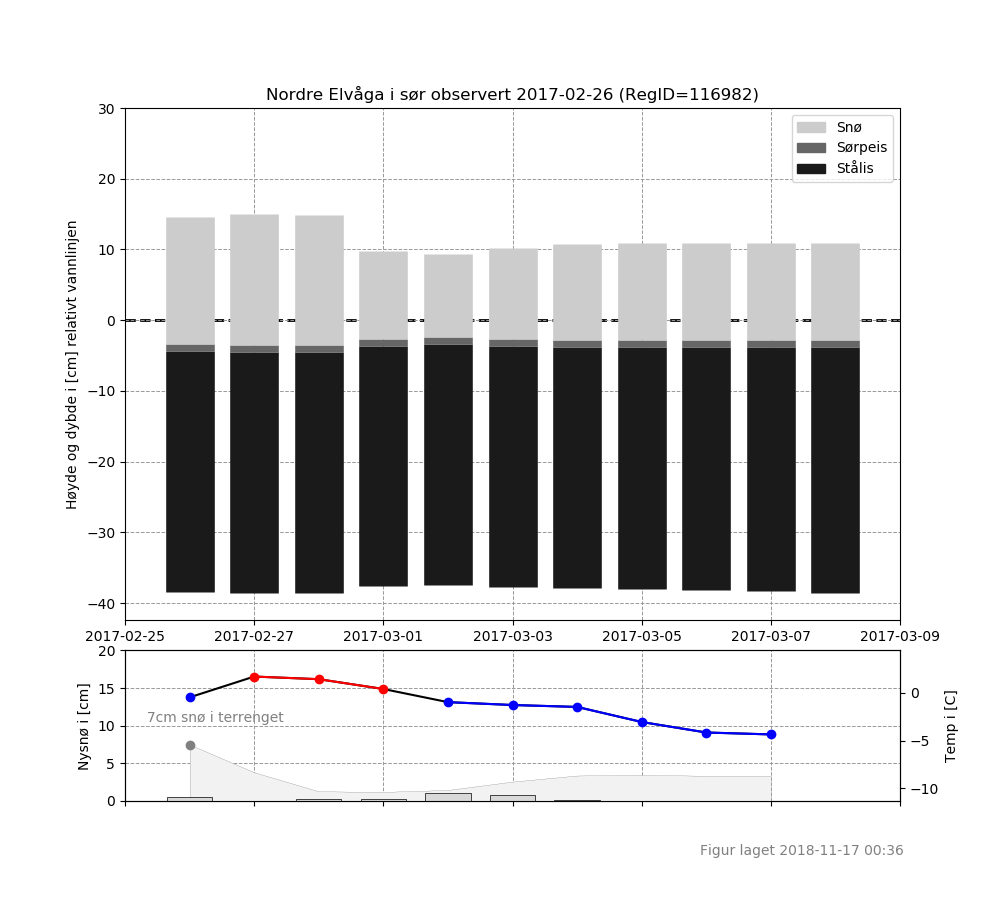 Nordre Elvåga i sør observert 2017-02-26 (RegID=116982)
Høyde og dybde i [cm] relativt vannlinjen
30
20
10
0
−10
−20
−30
−40
Snø
Sørpeis
Stålis
2017-02-25 2017-02-27 2017-03-01 2017-03-03 2017-03-05 2017-03-07 2017-03-09
Nysnø i [cm]
20
15
10
5
0
7cm snø i terrenget
0
−5
−10
Temp i [C]
Figur laget 2018-11-17 00:36